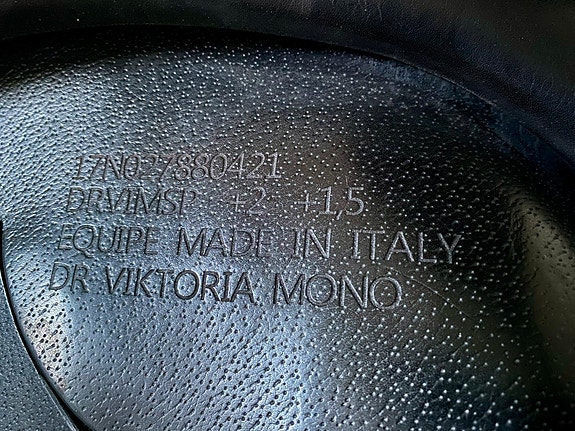 17N027880421
DRVIMSP +2 +1,5
EQUIPE MADE IN ITALY
DR VIKTORIA MONO